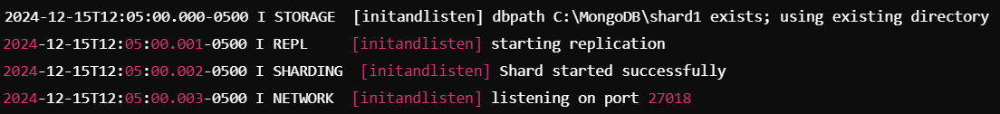 2024-12-15T12:05:00.000-0500 I STORAGE  [initandlisten] dbpath C:\MongoDB\shard1 exists; using existing directory
2024-12-15T12:05:00.001-0500 I REPL     [initandlisten] starting replication
2024-12-15T12:05:00.002-0500 I SHARDING  [initandlisten] Shard started successfully
2024-12-15T12:05:00.003-0500 I NETWORK  [initandlisten] listening on port 27018